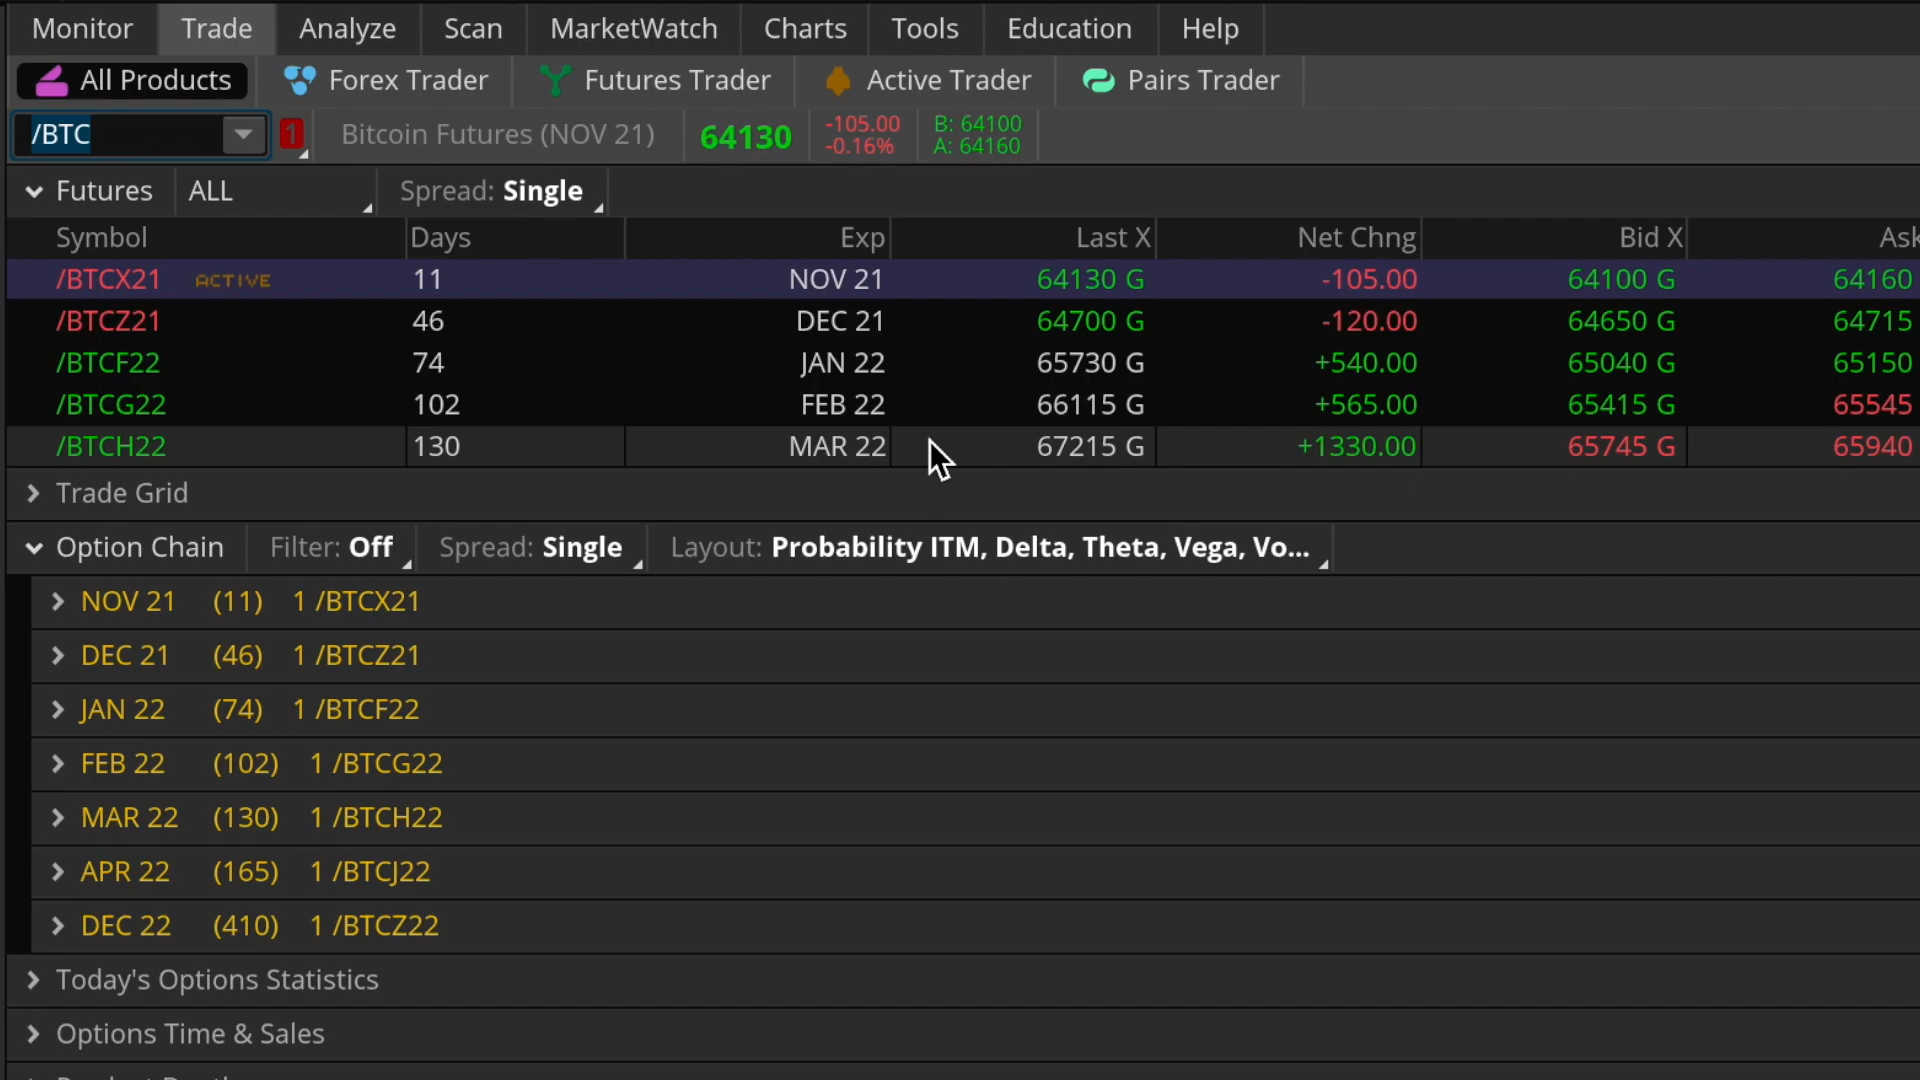 Monitor Trade Analyze Scan MarketWatch Charts Tools Education Help
All Products Forex Trader Futures Trader Active Trader Pairs Trader
/BTC 1 Bitcoin Futures (NOV 21) 64130 -105.00 B: 64100
-0.16% A: 64160
Futures ALL Spread: Single
Symbol Days Exp Last X Net Chng Bid X Ask
/BTCX21 ACTIVE 11 NOV 21 64130 G -105.00 64100 G 64160
/BTCZ21 46 DEC 21 64700 G -120.00 64650 G 64715
/BTCF22 74 JAN 22 65730 G +540.00 65040 G 65150
/BTCG22 102 FEB 22 66115 G +565.00 65415 G 65545
/BTCH22 130 MAR 22 67215 G +1330.00 65745 G 65940
Trade Grid
Option Chain Filter: Off Spread: Single Layout: Probability ITM, Delta, Theta, Vega, Vo...
NOV 21 (11) 1 /BTCX21
DEC 21 (46) 1 /BTCZ21
JAN 22 (74) 1 /BTCF22
FEB 22 (102) 1 /BTCG22
MAR 22 (130) 1 /BTCH22
APR 22 (165) 1 /BTCJ22
DEC 22 (410) 1 /BTCZ22
Today's Options Statistics
Options Time & Sales